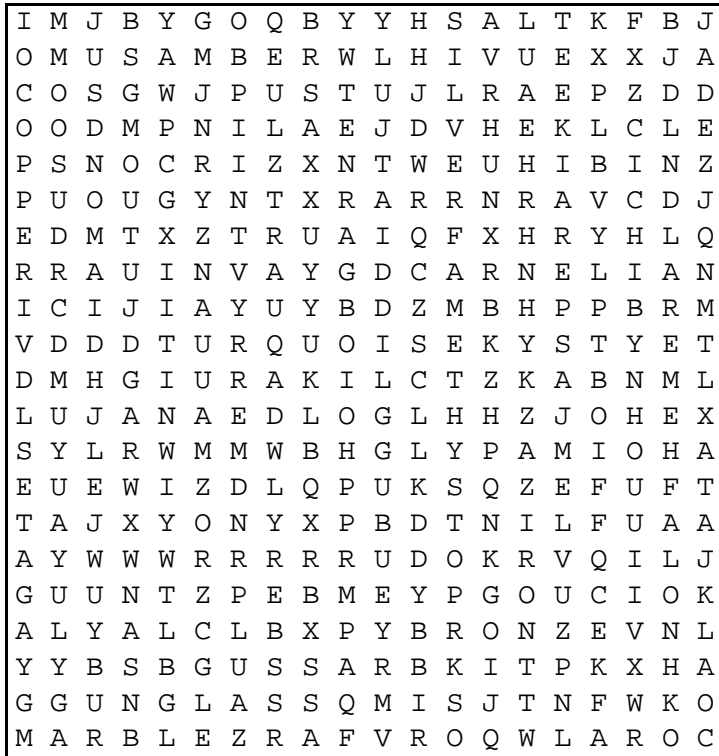 I M J B Y G O Q B Y Y H S A L T K F B J
O M U S A M B E R W L H I V U E X X J A
C O S G W J P U S T U J L R A E P Z D D
O O D M P N I L A E J D V H E K L C L E
P S N O C R I Z X N T W E U H I B I N Z
P U O U G Y N T X R A R R N R A V C D J
E D M T X Z T R U A I Q F X H R Y H L Q
R R A U I N V A Y G D C A R N E L I A N
I C I J I A Y U Y B D Z M B H P P B R M
V D D D T U R Q U O I S E K Y S T Y E T
D M H G I U R A K I L C T Z K A B N M L
L U J A N A E D L O G L H H Z J O H E X
S Y L R W M M W B H G L Y P A M I O H A
E U E W I Z D L Q P U K S Q Z E F U F T
T A J X Y O N Y X P B D T N I L F U A A
A Y W W W R R R R R U D O K R V Q I L J
G U U N T Z P E B M E Y P G O U C I O K
A L Y A L C L B X P Y B R O N Z E V N L
Y Y B S B G U S S A R B K I T P K X H A
G G U N G L A S S Q M I S J T N F W K O
M A R B L E Z R A F V R O Q W L A R O C